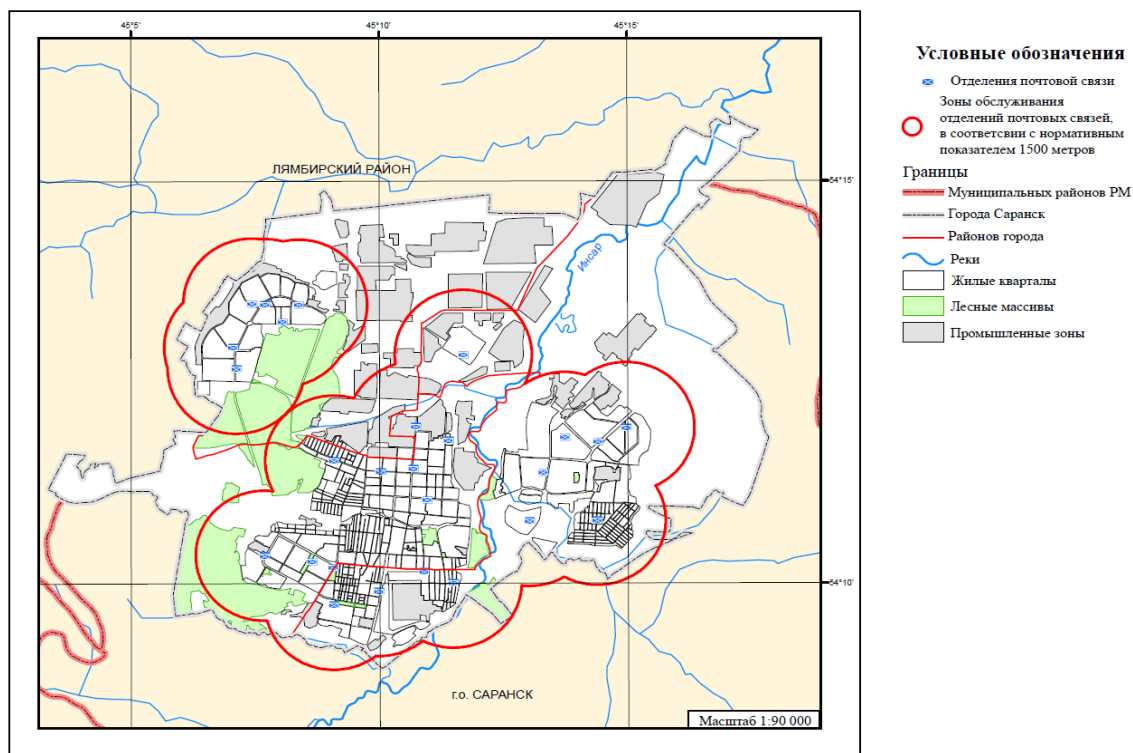 45°5'
45°10'
45°15'
ЛЯМБИРСКИЙ РАЙОН
54°15'
Инсар
54°10'
г.о. САРАНСК
Масштаб 1:90 000
Условные обозначения
Отделения почтовой связи
Зоны обслуживания
отделений почтовых связей,
в соответсвии с нормативным
показателем 1500 метров
Границы
Муниципальных районов РМ
Города Саранск
Районов города
Реки
Жилые кварталы
Лесные массивы
Промышленные зоны